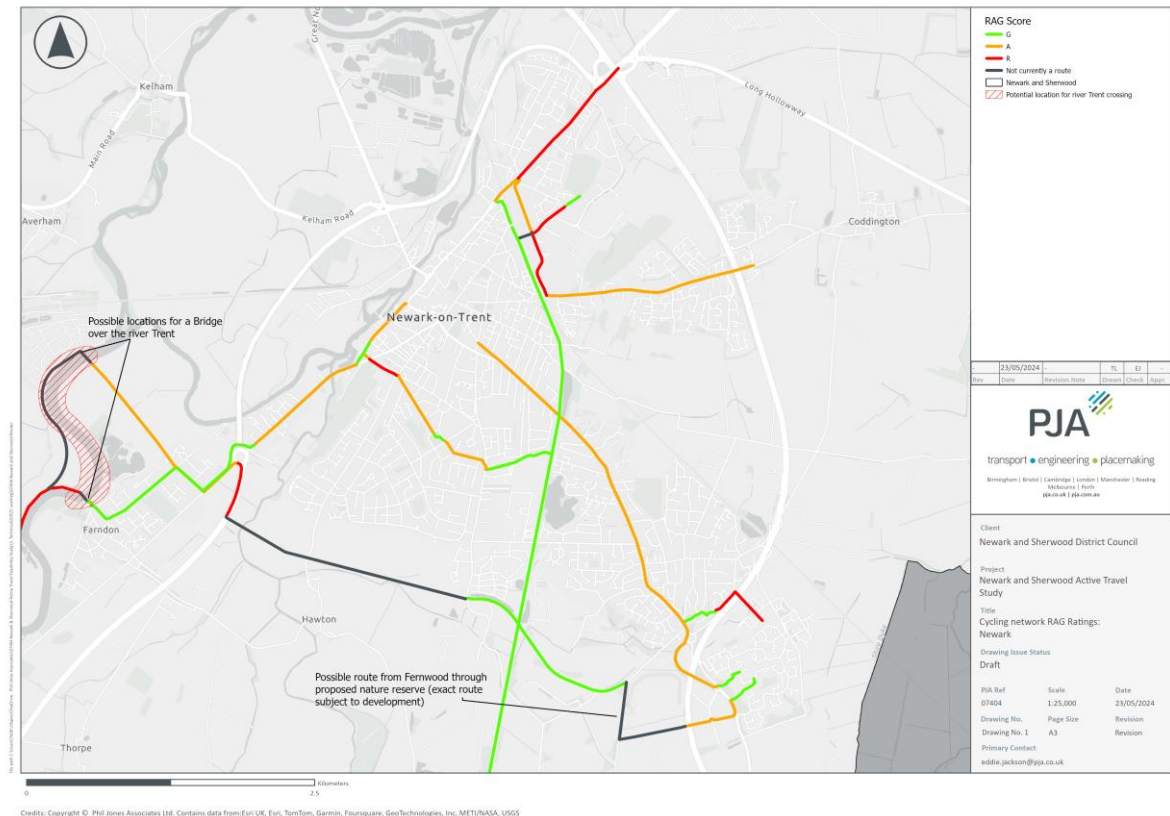 Great No
Kelham
Main Road
Long Hollowway
Averham
Kelham Road
Coddington
Newark-on-Trent
Possible locations for a Bridge
over the river Trent
Farndon
Hawton
Possible route from Fernwood through
proposed nature reserve (exact route
subject to development)
Thorpe
Kilometers
0
2.5
Credits: Copyright © Phil Jones Associates Ltd. Contains data from:Esri UK, Esri, TomTom, Garmin, Foursquare, GeoTechnologies, Inc, METI/NASA, USGS
RAG Score
G
A
R
Not currently a route
Newark and Sherwood
Potential location for river Trent crossing
- 23/05/2024 - TL EJ -
Rev Date Revision Note Drawn Check Appr.
PJA
transport engineering placemaking
Birmingham | Bristol | Cambridge | London | Manchester | Reading
Melbourne | Perth
pja.co.uk | pja.com.au
Client
Newark and Sherwood District Council
Project
Newark and Sherwood Active Travel
Study
Title
Cycling network RAG Ratings:
Newark
Drawing Issue Status
Draft
PJA Ref Scale Date
07404 1:25,000 23/05/2024
Drawing No. Page Size Revision
Drawing No. 1 A3 Revision
Primary Contact
eddie.jackson@pja.co.uk